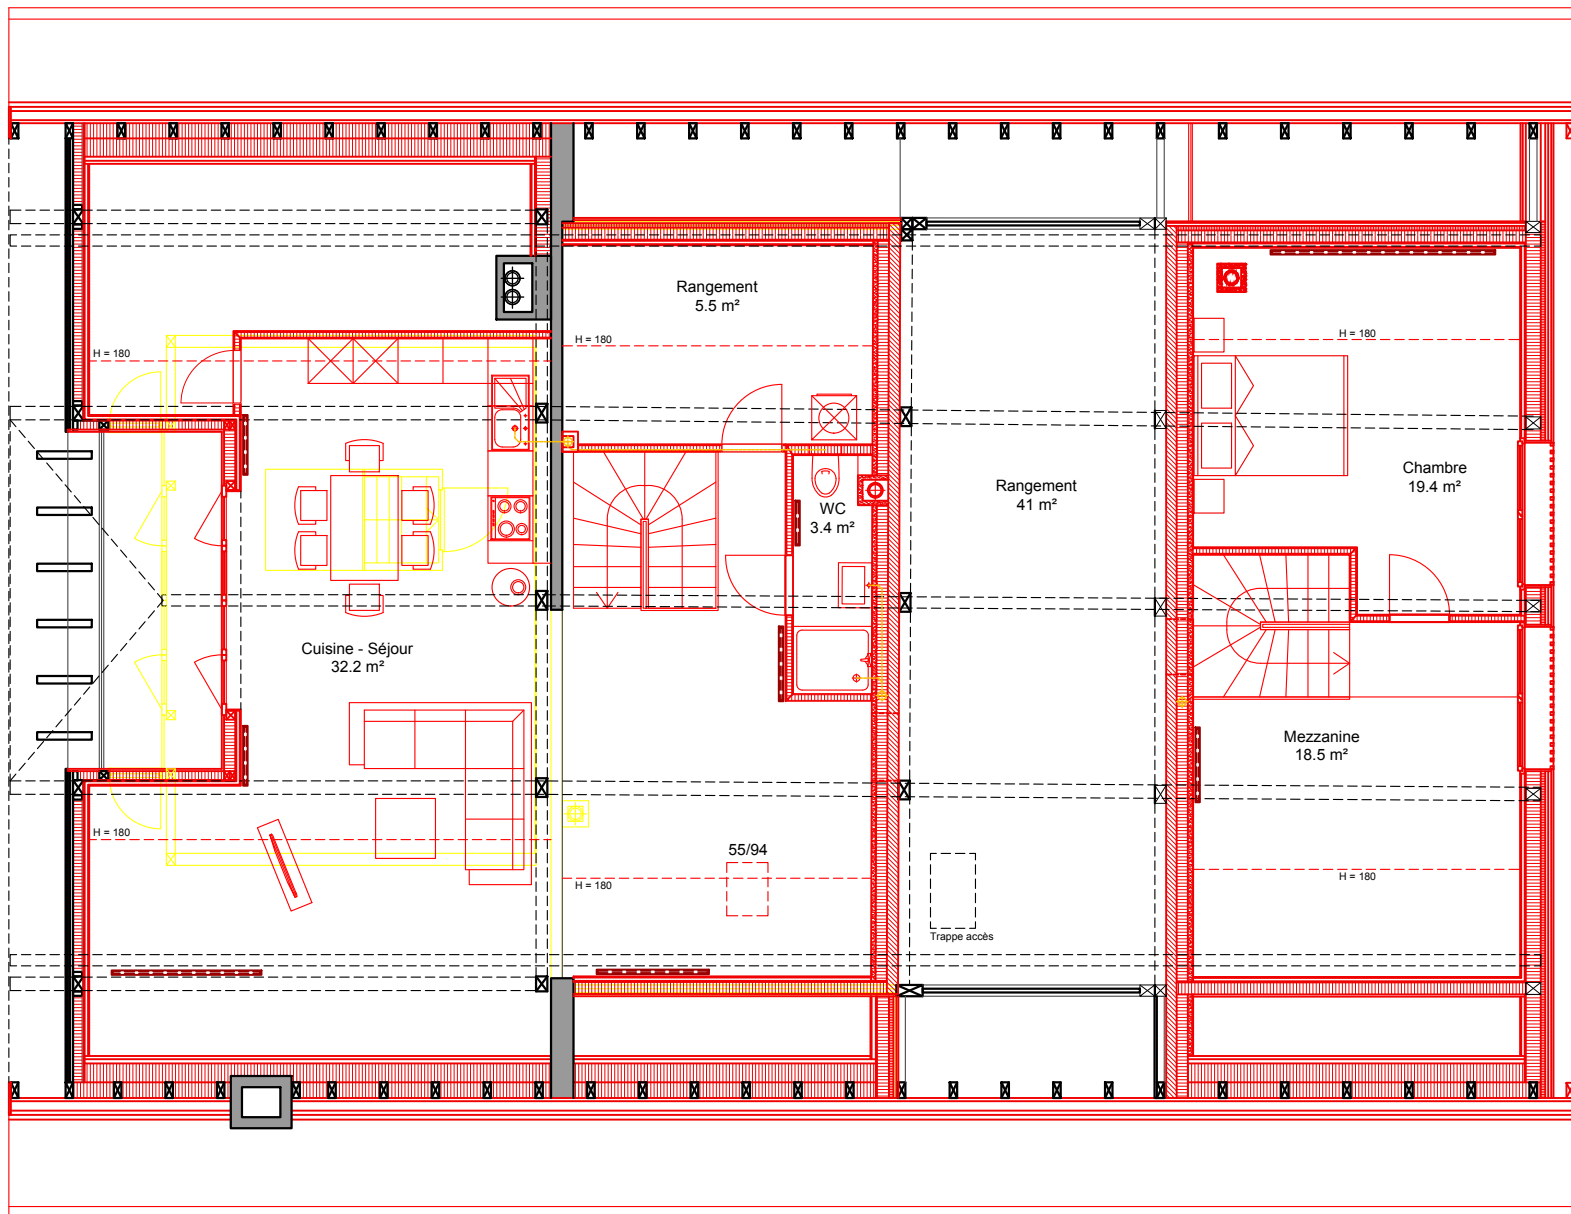 Rangement
5.5 m²
H = 180
H = 180
H = 180
Chambre
19.4 m²
Rangement
41 m²
WC
3.4 m²
Cuisine - Séjour
32.2 m²
Mezzanine
18.5 m²
H = 180
55/94
H = 180
H = 180
Trappe accès